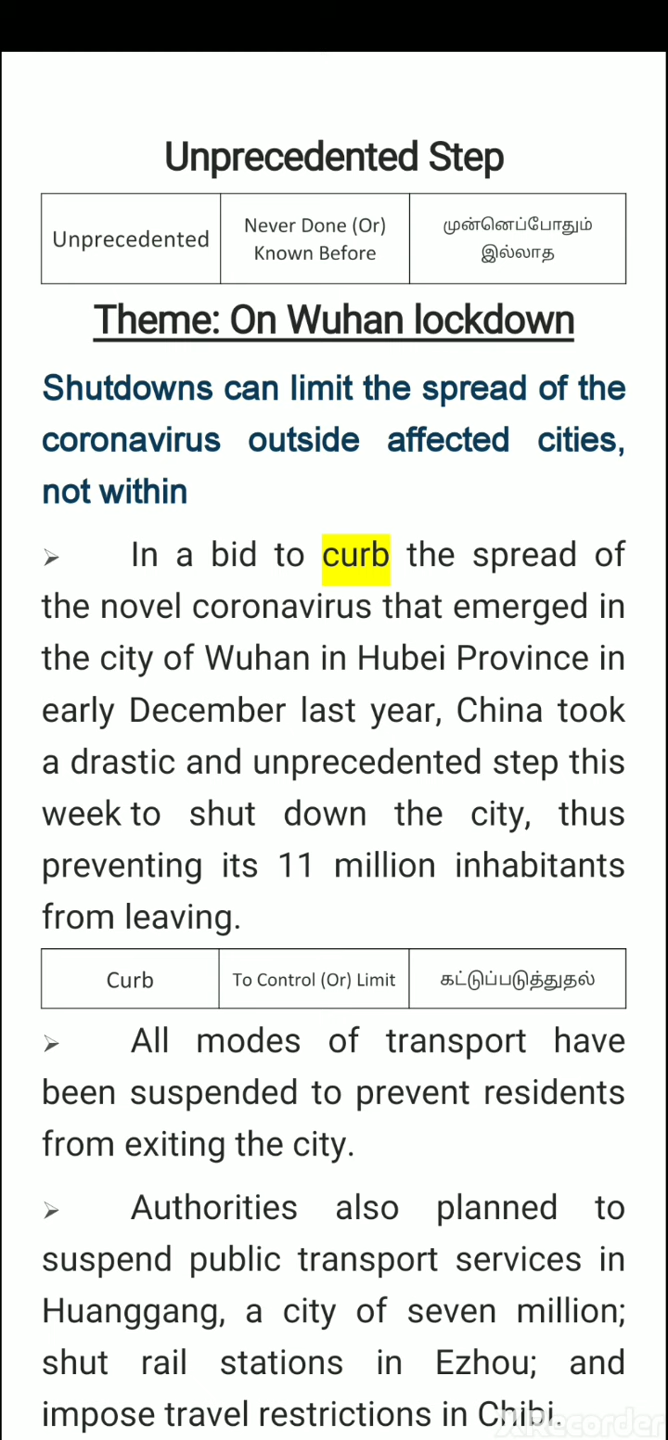 Unprecedented Step
Unprecedented
Never Done (Or)
Known Before
முன்னெப்போதும்
இல்லாத
Theme: On Wuhan lockdown
Shutdowns can limit the spread of the
coronavirus outside affected cities,
not within
➢ In a bid to curb the spread of
the novel coronavirus that emerged in
the city of Wuhan in Hubei Province in
early December last year, China took
a drastic and unprecedented step this
week to shut down the city, thus
preventing its 11 million inhabitants
from leaving.
Curb
To Control (Or) Limit
கட்டுப்படுத்துதல்
➢ All modes of transport have
been suspended to prevent residents
from exiting the city.
➢ Authorities also planned to
suspend public transport services in
Huanggang, a city of seven million;
shut rail stations in Ezhou; and
impose travel restrictions in Chibi.
XRecorder